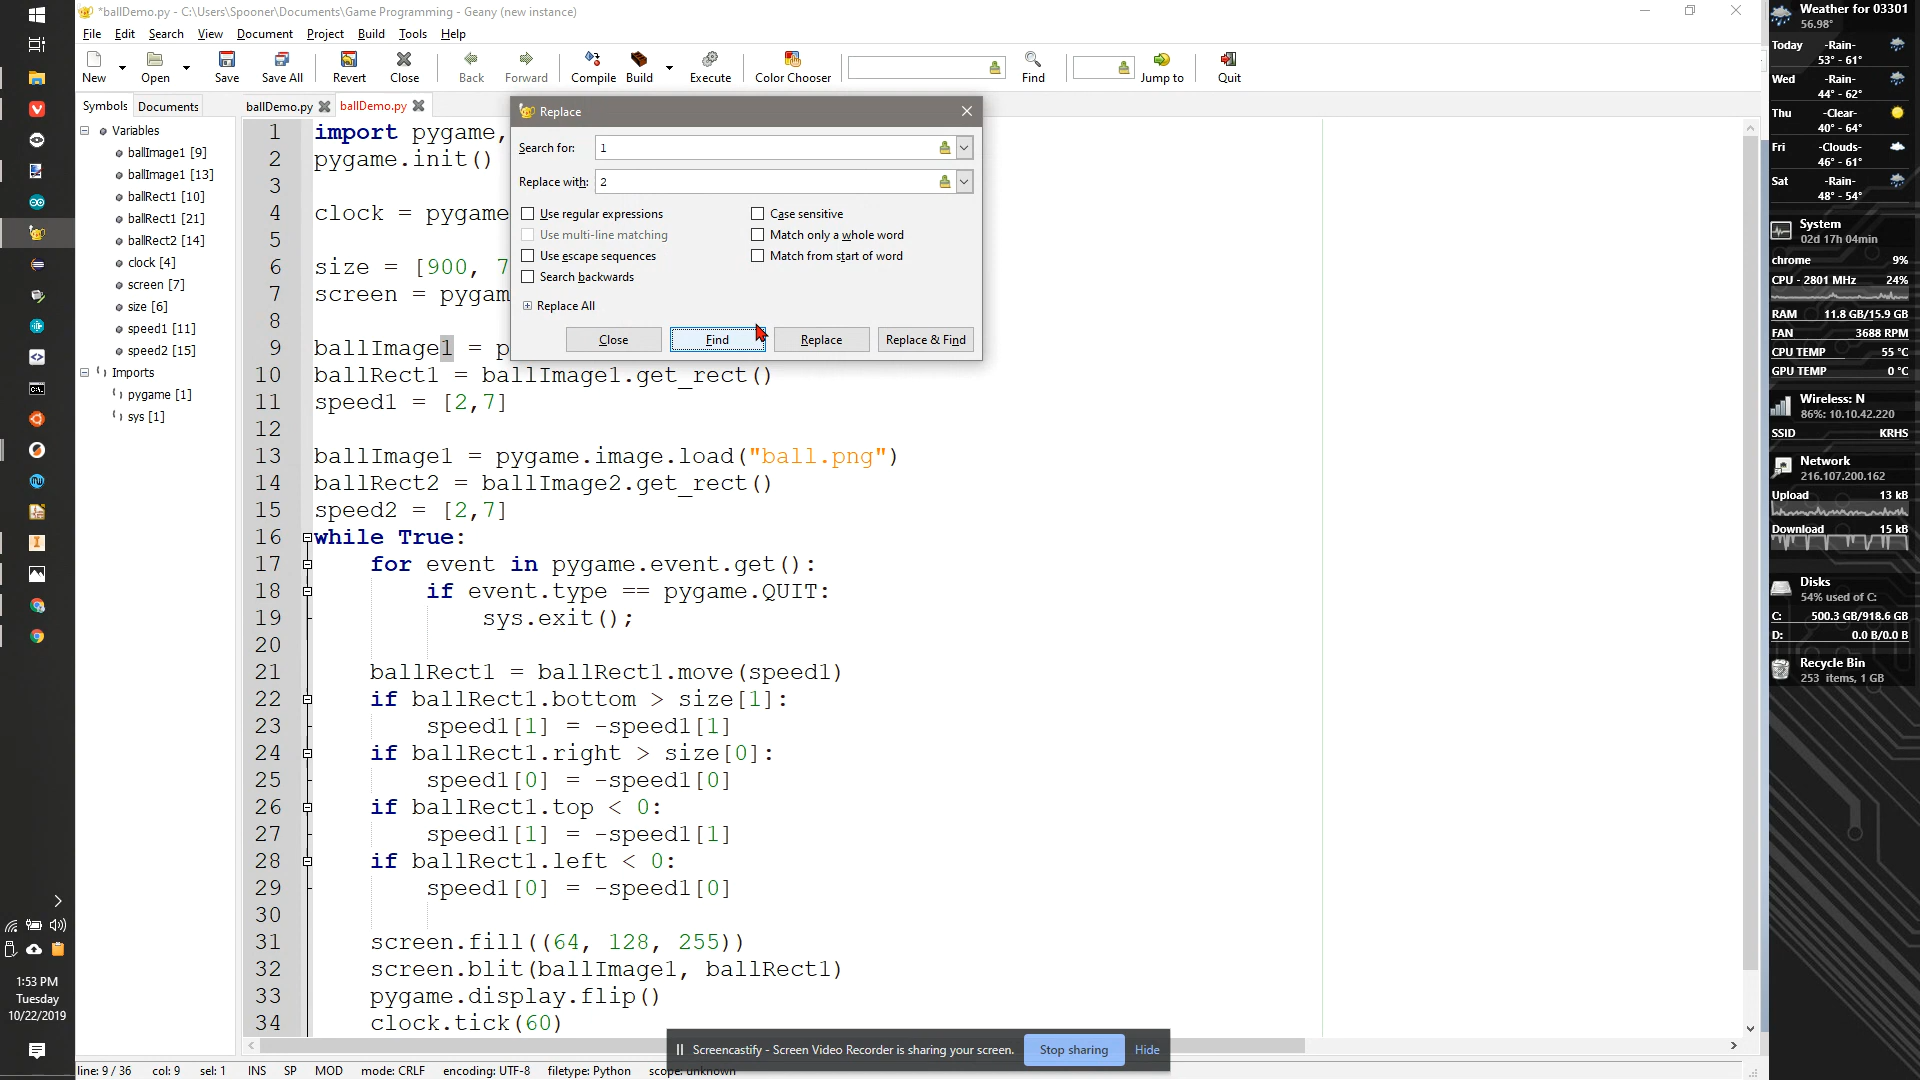 *ballDemo.py - C:\Users\Spooner\Documents\Game Programming - Geany (new instance)
File Edit Search View Document Project Build Tools Help
New Open Save Save All Revert Close Back Forward Compile Build Execute Color Chooser Find Jump to Quit
Symbols Documents
ballDemo.py ballDemo.py
Variables
ballImage1 [9]
ballImage1 [13]
ballRect1 [10]
ballRect1 [21]
ballRect2 [14]
clock [4]
screen [7]
size [6]
speed1 [11]
speed2 [15]
Imports
pygame [1]
sys [1]
Replace
Search for: 1
Replace with: 2
Use regular expressions
Case sensitive
Use multi-line matching
Match only a whole word
Use escape sequences
Match from start of word
Search backwards
Replace All
Close Find Replace Replace & Find
1 import pygame,
2 pygame.init()
3
4 clock = pygame
5
6 size = [900, 7
7 screen = pygam
8
9 ballImage1 = p
10 ballRect1 = ballImage1.get_rect()
11 speed1 = [2,7]
12
13 ballImage1 = pygame.image.load("ball.png")
14 ballRect2 = ballImage2.get_rect()
15 speed2 = [2,7]
16 while True:
17 for event in pygame.event.get():
18 if event.type == pygame.QUIT:
19 sys.exit();
20
21 ballRect1 = ballRect1.move(speed1)
22 if ballRect1.bottom > size[1]:
23 speed1[1] = -speed1[1]
24 if ballRect1.right > size[0]:
25 speed1[0] = -speed1[0]
26 if ballRect1.top < 0:
27 speed1[1] = -speed1[1]
28 if ballRect1.left < 0:
29 speed1[0] = -speed1[0]
30
31 screen.fill((64, 128, 255))
32 screen.blit(ballImage1, ballRect1)
33 pygame.display.flip()
34 clock.tick(60)
Screencastify - Screen Video Recorder is sharing your screen. Stop sharing Hide
line: 9 / 36 col: 9 sel: 1 INS SP MOD mode: CRLF encoding: UTF-8 filetype: Python scope: unknown
1:53 PM
Tuesday
10/22/2019
Weather for 03301
56.98°
Today -Rain-
53° - 61°
Wed -Rain-
44° - 62°
Thu -Clear-
40° - 64°
Fri -Clouds-
46° - 61°
Sat -Rain-
48° - 54°
System
02d 17h 04min
chrome 9%
CPU - 2801 MHz 24%
RAM 11.8 GB/15.9 GB
FAN 3688 RPM
CPU TEMP 55 °C
GPU TEMP 0 °C
Wireless: N
86%: 10.10.42.220
SSID KRHS
Network
216.107.200.162
Upload 13 kB
Download 15 kB
Disks
54% used of C:
C: 500.3 GB/918.6 GB
D: 0.0 B/0.0 B
Recycle Bin
253 items, 1 GB